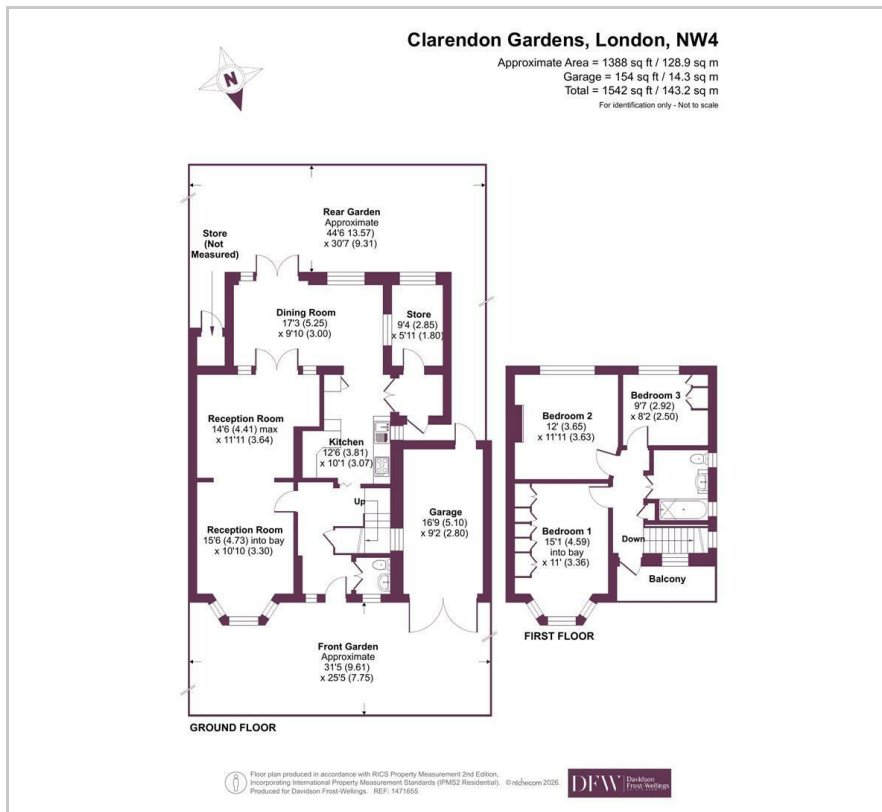 Clarendon Gardens, London, NW4
Approximate Area = 1388 sq ft / 128.9 sq m
Garage = 154 sq ft / 14.3 sq m
Total = 1542 sq ft / 143.2 sq m
For identification only - Not to scale
N
Rear Garden
Approximate
44'6 13.57)
x 30'7 (9.31)
Store
(Not
Measured)
Dining Room
17'3 (5.25)
x 9'10 (3.00)
Store
9'4 (2.85)
x 5'11 (1.80)
Reception Room
14'6 (4.41) max
x 11'11 (3.64)
Kitchen
12'6 (3.81)
x 10'1 (3.07)
Up
Reception Room
15'6 (4.73) into bay
x 10'10 (3.30)
Garage
16'9 (5.10)
x 9'2 (2.80)
Front Garden
Approximate
31'5 (9.61)
x 25'5 (7.75)
GROUND FLOOR
Bedroom 2
12' (3.65)
x 11'11 (3.63)
Bedroom 3
9'7 (2.92)
x 8'2 (2.50)
Bedroom 1
15'1 (4.59)
into bay
x 11' (3.36)
Down
Balcony
FIRST FLOOR
Floor plan produced in accordance with RICS Property Measurement 2nd Edition,
Incorporating International Property Measurement Standards (IPMS2 Residential). © nichecom 2026.
Produced for Davidson Frost-Wellings. REF: 1471655
DFW
Davidson
Frost-Wellings